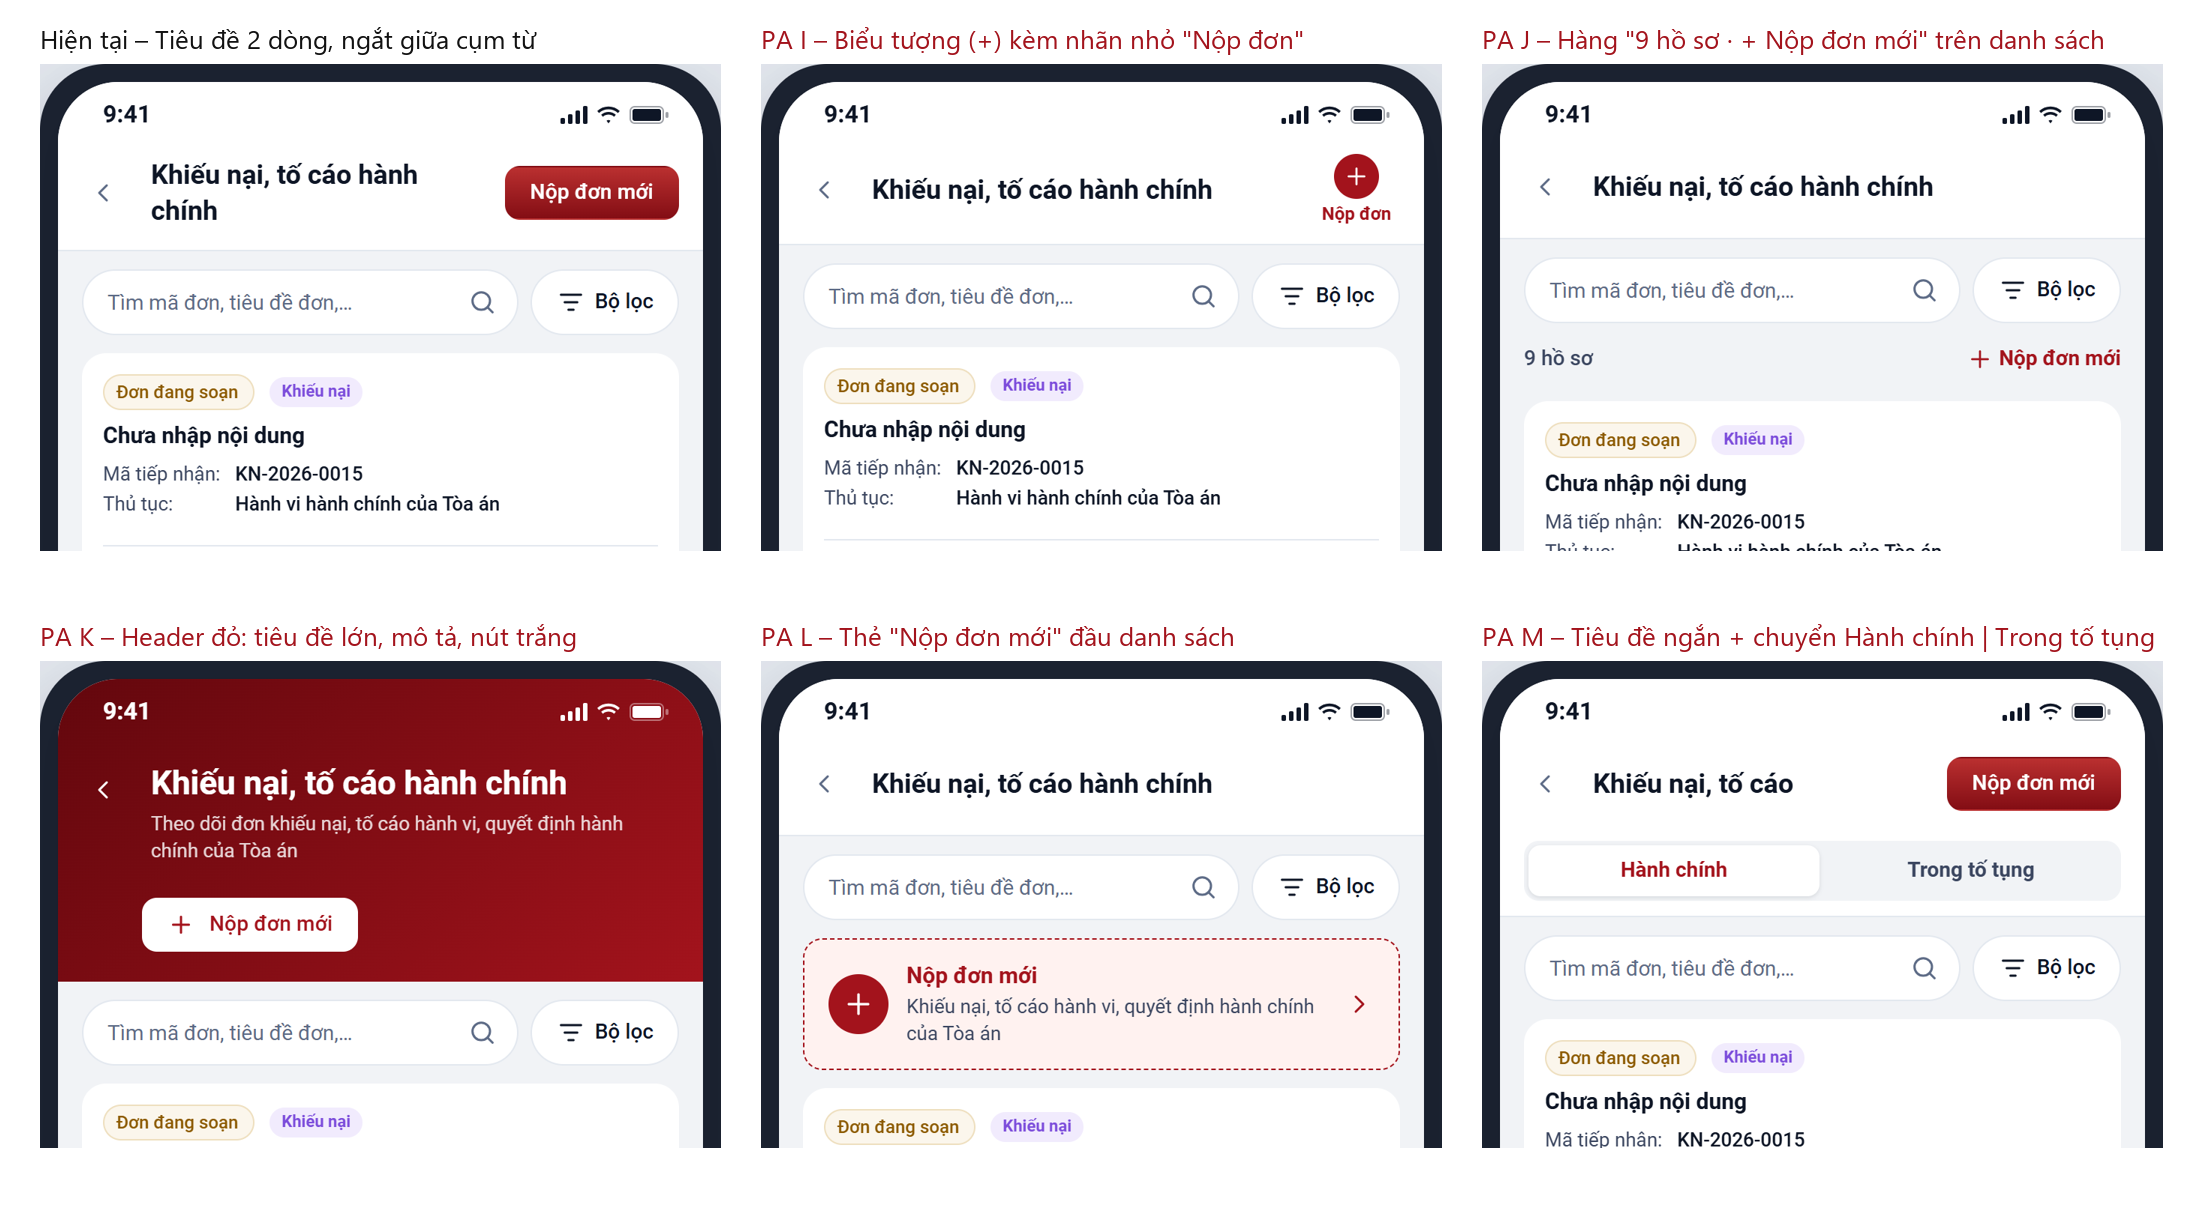 Hiện tại – Tiêu đề 2 dòng, ngắt giữa cụm từ
9:41
Khiếu nại, tố cáo hành
chính
Nộp đơn mới
Tìm mã đơn, tiêu đề đơn,...
Bộ lọc
Đơn đang soạn
Khiếu nại
Chưa nhập nội dung
Mã tiếp nhận: KN-2026-0015
Thủ tục: Hành vi hành chính của Tòa án
PA I – Biểu tượng (+) kèm nhãn nhỏ "Nộp đơn"
9:41
Khiếu nại, tố cáo hành chính
Nộp đơn
Tìm mã đơn, tiêu đề đơn,...
Bộ lọc
Đơn đang soạn
Khiếu nại
Chưa nhập nội dung
Mã tiếp nhận: KN-2026-0015
Thủ tục: Hành vi hành chính của Tòa án
PA J – Hàng "9 hồ sơ · + Nộp đơn mới" trên danh sách
9:41
Khiếu nại, tố cáo hành chính
Tìm mã đơn, tiêu đề đơn,...
Bộ lọc
9 hồ sơ
+ Nộp đơn mới
Đơn đang soạn
Khiếu nại
Chưa nhập nội dung
Mã tiếp nhận: KN-2026-0015
Thủ tục: Hành vi hành chính của Tòa án
PA K – Header đỏ: tiêu đề lớn, mô tả, nút trắng
9:41
Khiếu nại, tố cáo hành chính
Theo dõi đơn khiếu nại, tố cáo hành vi, quyết định hành
chính của Tòa án
+ Nộp đơn mới
Tìm mã đơn, tiêu đề đơn,...
Bộ lọc
Đơn đang soạn
Khiếu nại
PA L – Thẻ "Nộp đơn mới" đầu danh sách
9:41
Khiếu nại, tố cáo hành chính
Tìm mã đơn, tiêu đề đơn,...
Bộ lọc
Nộp đơn mới
Khiếu nại, tố cáo hành vi, quyết định hành chính
của Tòa án
Đơn đang soạn
Khiếu nại
PA M – Tiêu đề ngắn + chuyển Hành chính | Trong tố tụng
9:41
Khiếu nại, tố cáo
Nộp đơn mới
Hành chính
Trong tố tụng
Tìm mã đơn, tiêu đề đơn,...
Bộ lọc
Đơn đang soạn
Khiếu nại
Chưa nhập nội dung
Mã tiếp nhận: KN-2026-0015